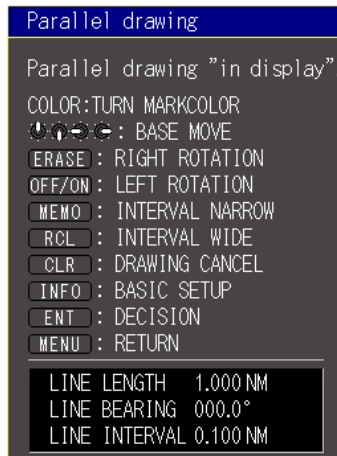 Parallel drawing
Parallel drawing "in display".
COLOR:TURN MARKCOLOR
: BASE MOVE
ERASE : RIGHT ROTATION
OFF/ON : LEFT ROTATION
MEMO : INTERVAL NARROW
RCL : INTERVAL WIDE
CLR : DRAWING CANCEL
INFO : BASIC SETUP
ENT : DECISION
MENU : RETURN
LINE LENGTH 1.000 NM
LINE BEARING 000.0°
LINE INTERVAL 0.100 NM